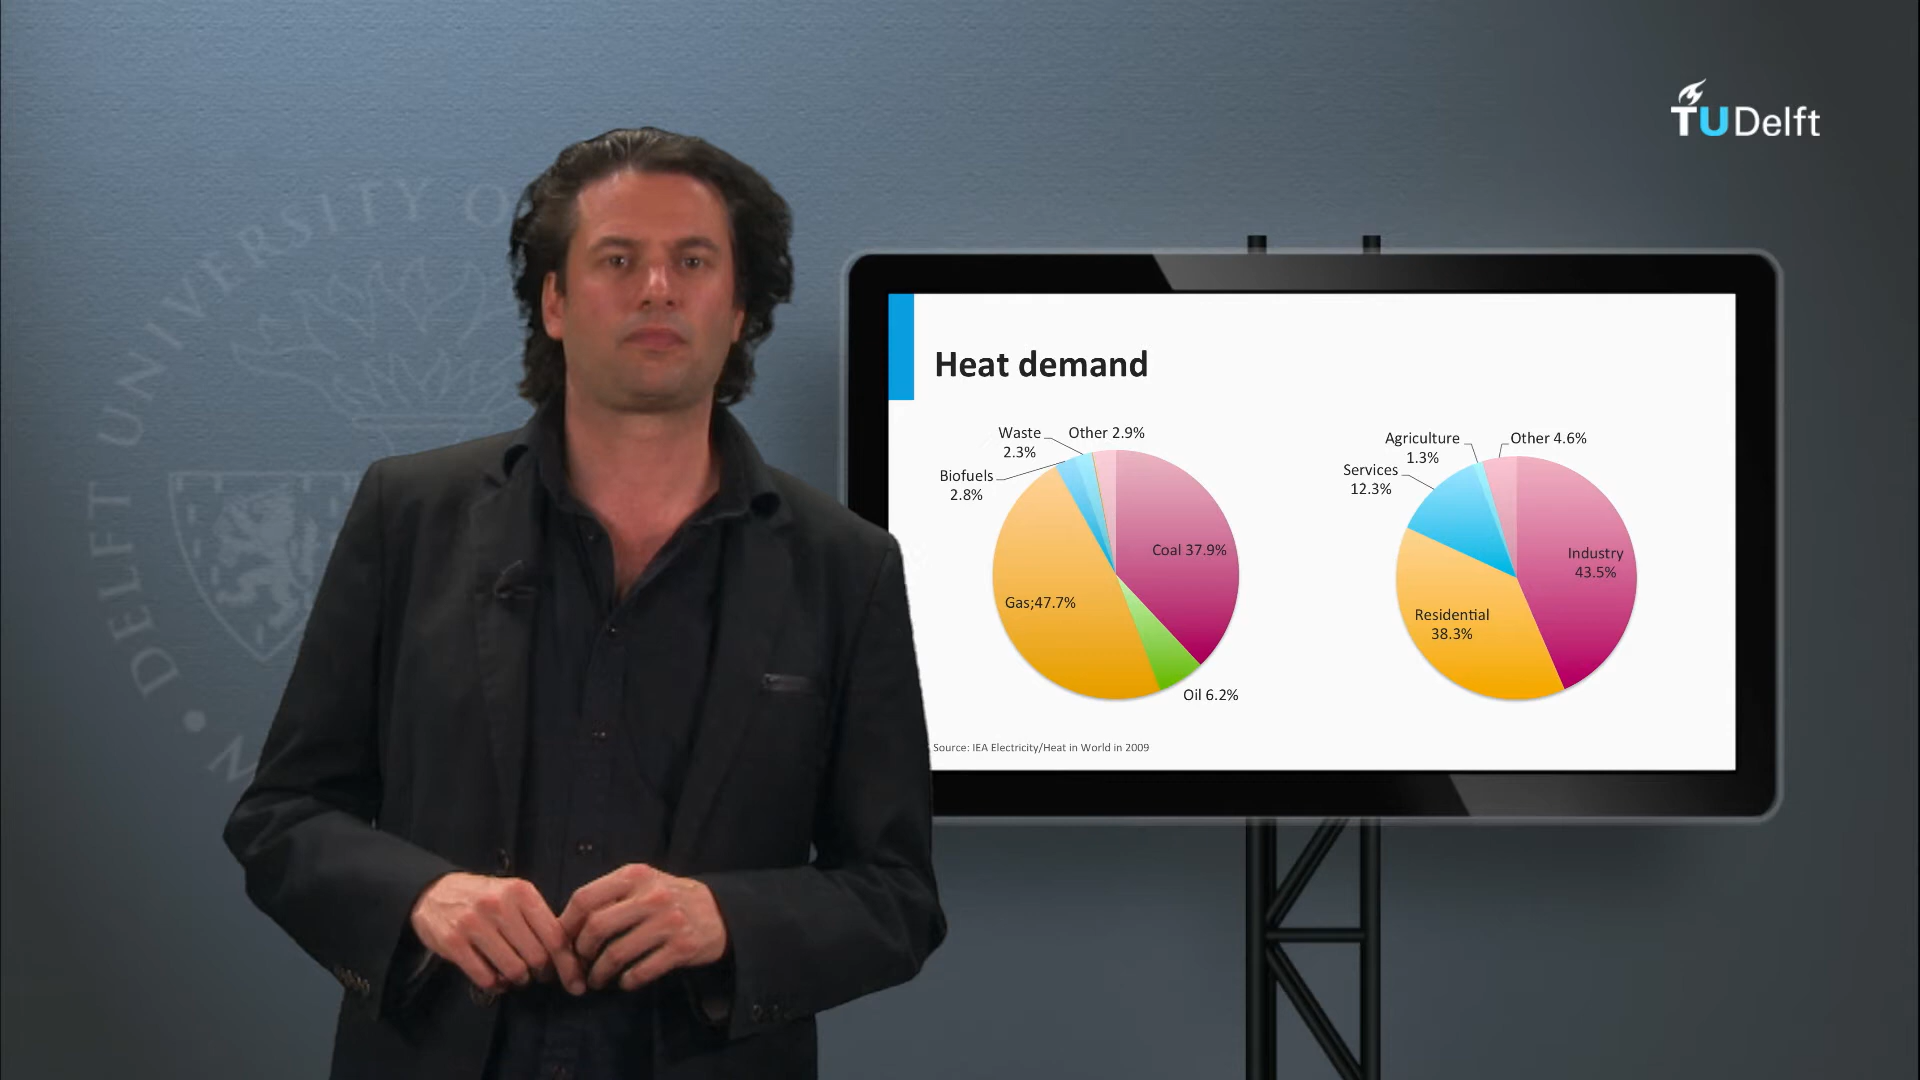 TU Delft
DELFT UNIVERSITY O
Heat demand
Waste
2.3%
Other 2.9%
Biofuels
2.8%
Coal 37.9%
Gas;47.7%
Oil 6.2%
Agriculture
1.3%
Other 4.6%
Services
12.3%
Industry
43.5%
Residential
38.3%
Source: IEA Electricity/Heat in World in 2009